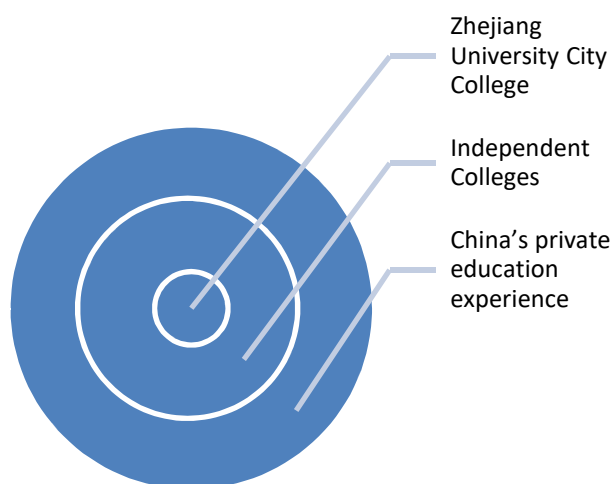 Zhejiang
University City
College
Independent
Colleges
China’s private
education
experience